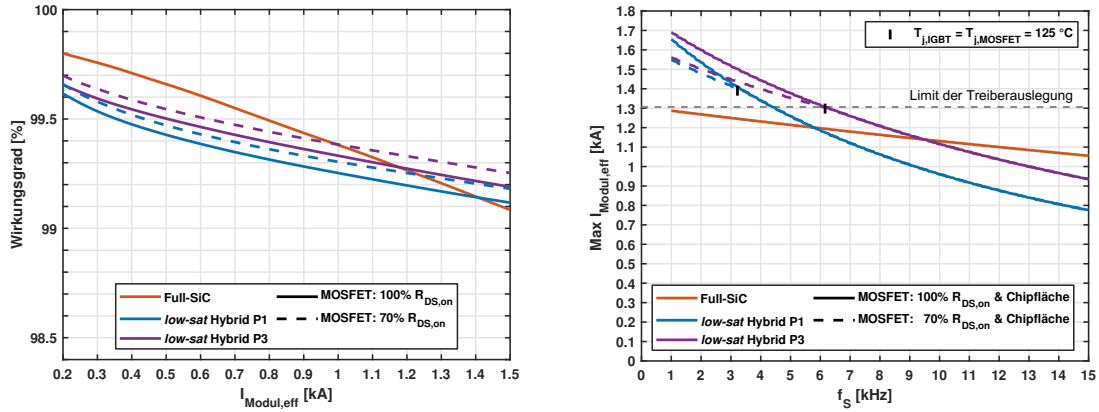 100
99.5
99
98.5
Wirkungsgrad [%]
Full-SiC
low-sat Hybrid P1
low-sat Hybrid P3
MOSFET: 100% R_DS,on
MOSFET: 70% R_DS,on
0.2 0.3 0.4 0.5 0.6 0.7 0.8 0.9 1 1.1 1.2 1.3 1.4 1.5
I_Modul,eff [kA]
1.8
1.7
1.6
1.5
1.4
1.3
1.2
1.1
1
0.9
0.8
0.7
0.6
0.5
0.4
0.3
0.2
0.1
0
Max I_Modul,eff [kA]
T_j,IGBT = T_j,MOSFET = 125 °C
Limit der Treiberauslegung
Full-SiC
low-sat Hybrid P1
low-sat Hybrid P3
MOSFET: 100% R_DS,on & Chipfläche
MOSFET: 70% R_DS,on & Chipfläche
0 1 2 3 4 5 6 7 8 9 10 11 12 13 14 15
f_S [kHz]